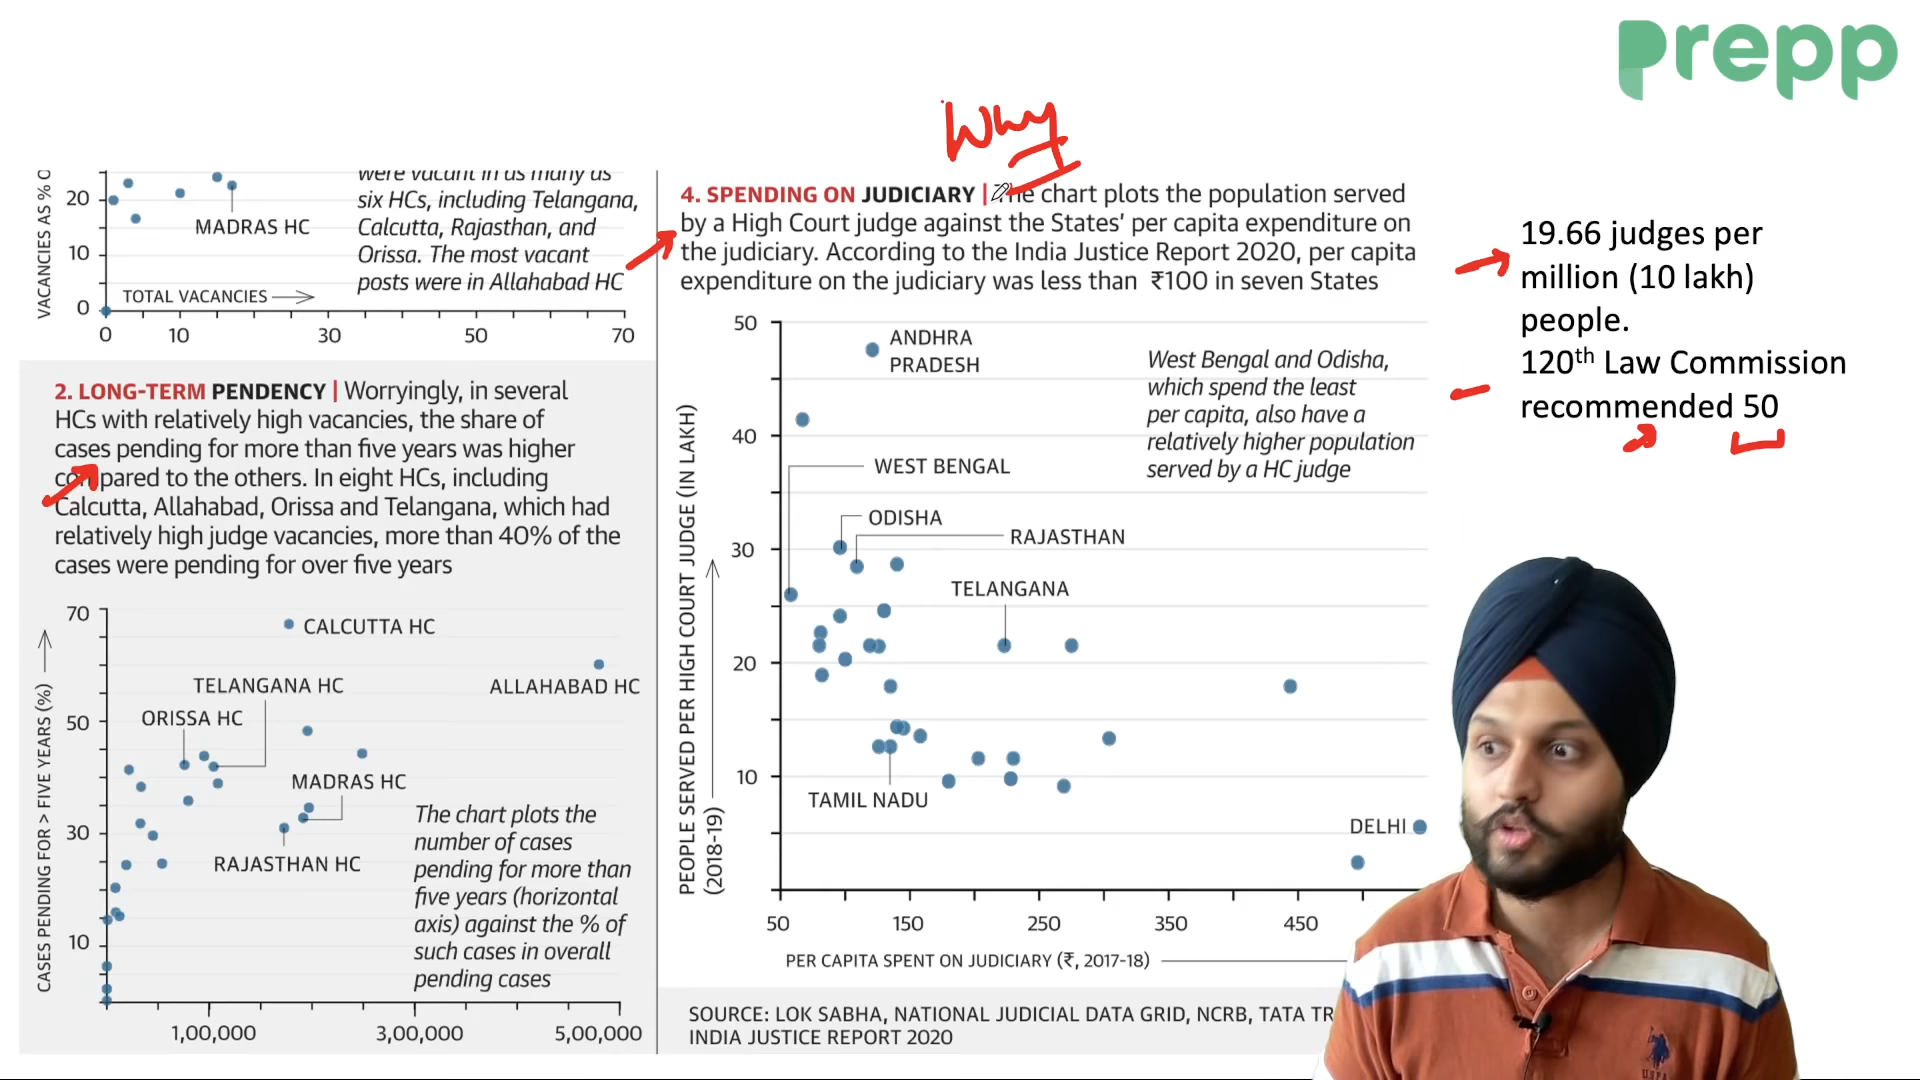 prepp
Why
were vacant in as many as
six HCs, including Telangana,
Calcutta, Rajasthan, and
Orissa. The most vacant
posts were in Allahabad HC
VACANCIES AS % O
20
10
0
MADRAS HC
TOTAL VACANCIES
0 10 30 50 70
2. LONG-TERM PENDENCY | Worryingly, in several
HCs with relatively high vacancies, the share of
cases pending for more than five years was higher
compared to the others. In eight HCs, including
Calcutta, Allahabad, Orissa and Telangana, which had
relatively high judge vacancies, more than 40% of the
cases were pending for over five years
CASES PENDING FOR > FIVE YEARS (%)
70
50
30
10
CALCUTTA HC
TELANGANA HC
ALLAHABAD HC
ORISSA HC
MADRAS HC
RAJASTHAN HC
The chart plots the
number of cases
pending for more than
five years (horizontal
axis) against the % of
such cases in overall
pending cases
1,00,000 3,00,000 5,00,000
4. SPENDING ON JUDICIARY | The chart plots the population served
by a High Court judge against the States' per capita expenditure on
the judiciary. According to the India Justice Report 2020, per capita
expenditure on the judiciary was less than ₹100 in seven States
PEOPLE SERVED PER HIGH COURT JUDGE (IN LAKH)
(2018-19)
50
40
30
20
10
ANDHRA
PRADESH
West Bengal and Odisha,
which spend the least
per capita, also have a
relatively higher population
served by a HC judge
WEST BENGAL
ODISHA
RAJASTHAN
TELANGANA
TAMIL NADU
DELHI
50 150 250 350 450
PER CAPITA SPENT ON JUDICIARY (₹, 2017-18)
SOURCE: LOK SABHA, NATIONAL JUDICIAL DATA GRID, NCRB, TATA TR
INDIA JUSTICE REPORT 2020
19.66 judges per
million (10 lakh)
people.
120th Law Commission
recommended 50